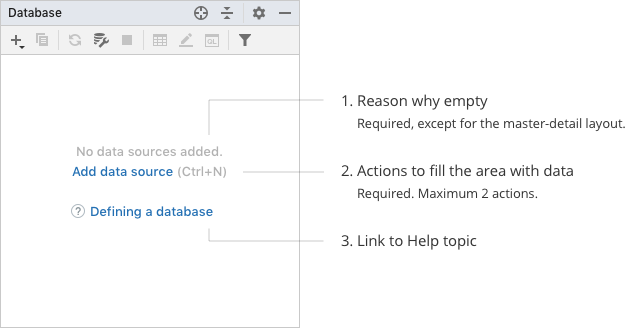 Database
QL
No data sources added.
Add data source (Ctrl+N)
? Defining a database
1. Reason why empty
Required, except for the master-detail layout.
2. Actions to fill the area with data
Required. Maximum 2 actions.
3. Link to Help topic